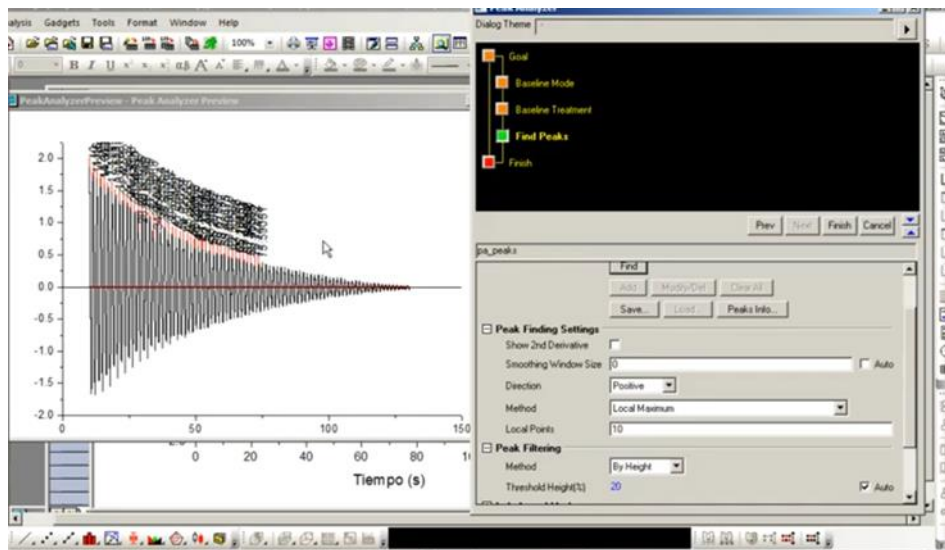 alysis Gadgets Tools Format Window Help
100%
0 B I U
PeakAnalyzerPreview - Peak Analyzer Preview
2.0
1.5
1.0
0.5
0.0
-0.5
-1.0
-1.5
-2.0
0 50 100 150
0 20 40 60 80
Tiempo (s)
Peak Analyzer
Dialog Theme
Goal
Baseline Mode
Baseline Treatment
Find Peaks
Finish
Prev Next Finish Cancel
pa_peaks
Find
Add Modify/Del Clear All
Save... Load... Peaks Info...
Peak Finding Settings
Show 2nd Derivative
Smoothing Window Size 0 Auto
Direction Positive
Method Local Maximum
Local Points 10
Peak Filtering
Method By Height
Threshold Height(%) 20 Auto